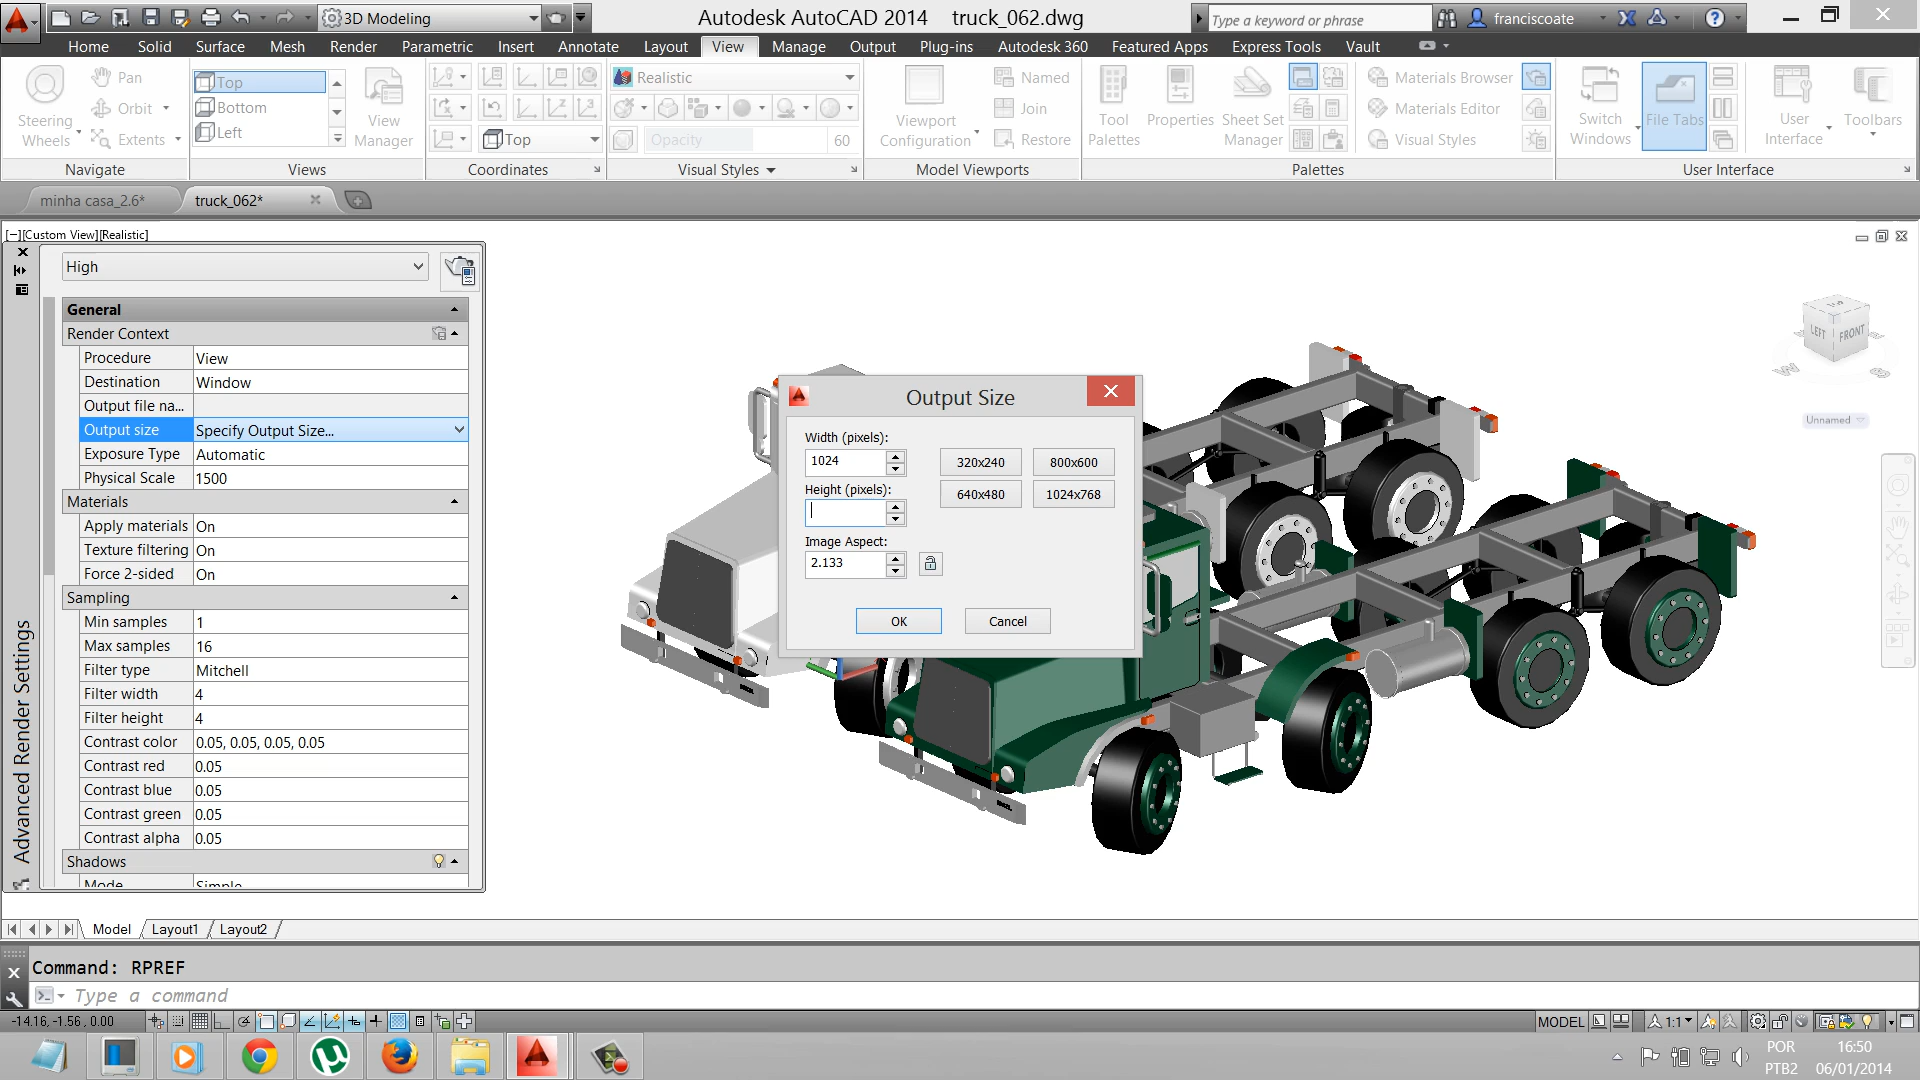 3D Modeling
Autodesk AutoCAD 2014 truck_062.dwg
Type a keyword or phrase
franciscoate
Home Solid Surface Mesh Render Parametric Insert Annotate Layout View Manage Output Plug-ins Autodesk 360 Featured Apps Express Tools Vault
Steering Wheels
Pan
Orbit
Extents
Navigate
Top
Bottom
Left
View Manager
Views
Top
Coordinates
Realistic
Opacity 60
Visual Styles
Viewport Configuration
Named
Join
Restore
Model Viewports
Tool Palettes
Properties
Sheet Set Manager
Materials Browser
Materials Editor
Visual Styles
Palettes
Switch Windows
File Tabs
User Interface
Toolbars
User Interface
minha casa_2.6*
truck_062*
[−][Custom View][Realistic]
High
General
Render Context
Procedure View
Destination Window
Output file na...
Output size Specify Output Size...
Exposure Type Automatic
Physical Scale 1500
Materials
Apply materials On
Texture filtering On
Force 2-sided On
Sampling
Min samples 1
Max samples 16
Filter type Mitchell
Filter width 4
Filter height 4
Contrast color 0.05, 0.05, 0.05, 0.05
Contrast red 0.05
Contrast blue 0.05
Contrast green 0.05
Contrast alpha 0.05
Shadows
Mode Simple
Advanced Render Settings
Output Size
Width (pixels):
1024
320x240
800x600
Height (pixels):
640x480
1024x768
Image Aspect:
2.133
OK
Cancel
TOP
LEFT
FRONT
W
S
Unnamed
Model Layout1 Layout2
Command: RPREF
Type a command
-14.16, -1.56, 0.00
MODEL
1:1
POR
PTB2
16:50
06/01/2014